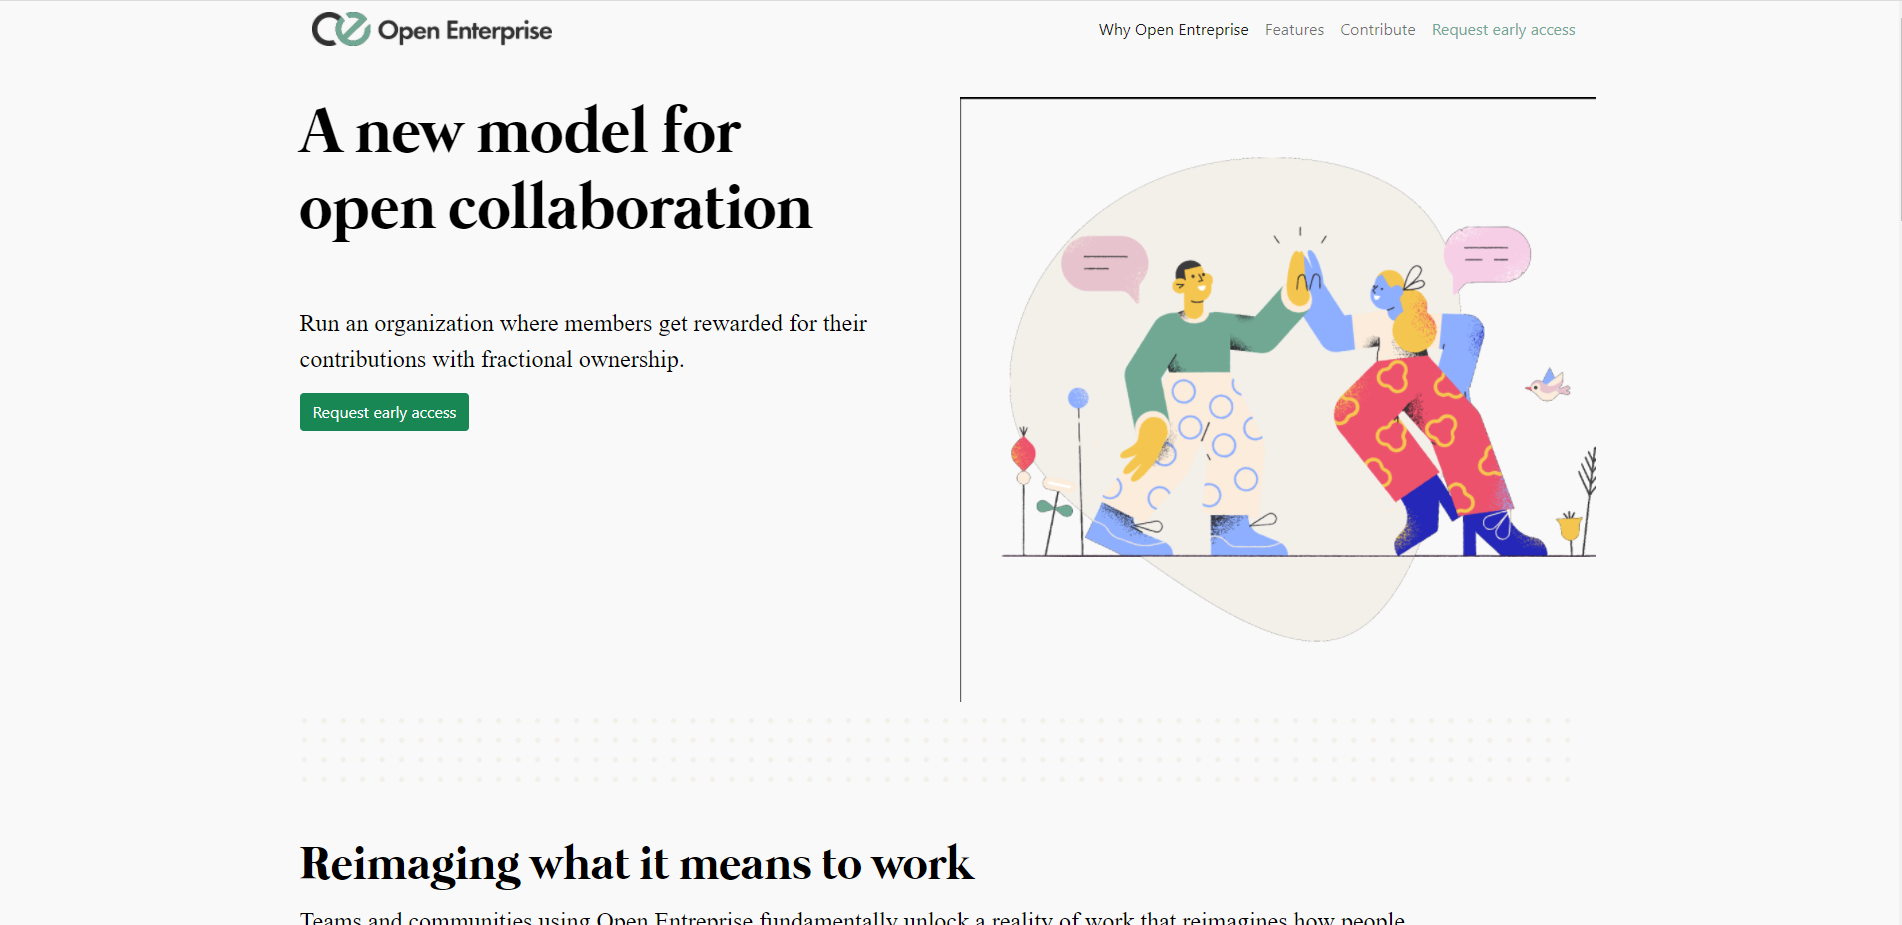 Open Enterprise
Why Open Entreprise Features Contribute Request early access
A new model for
open collaboration
Run an organization where members get rewarded for their
contributions with fractional ownership.
Request early access
Reimaging what it means to work
Teams and communities using Open Entreprise fundamentally unlock a reality of work that reimagines how people